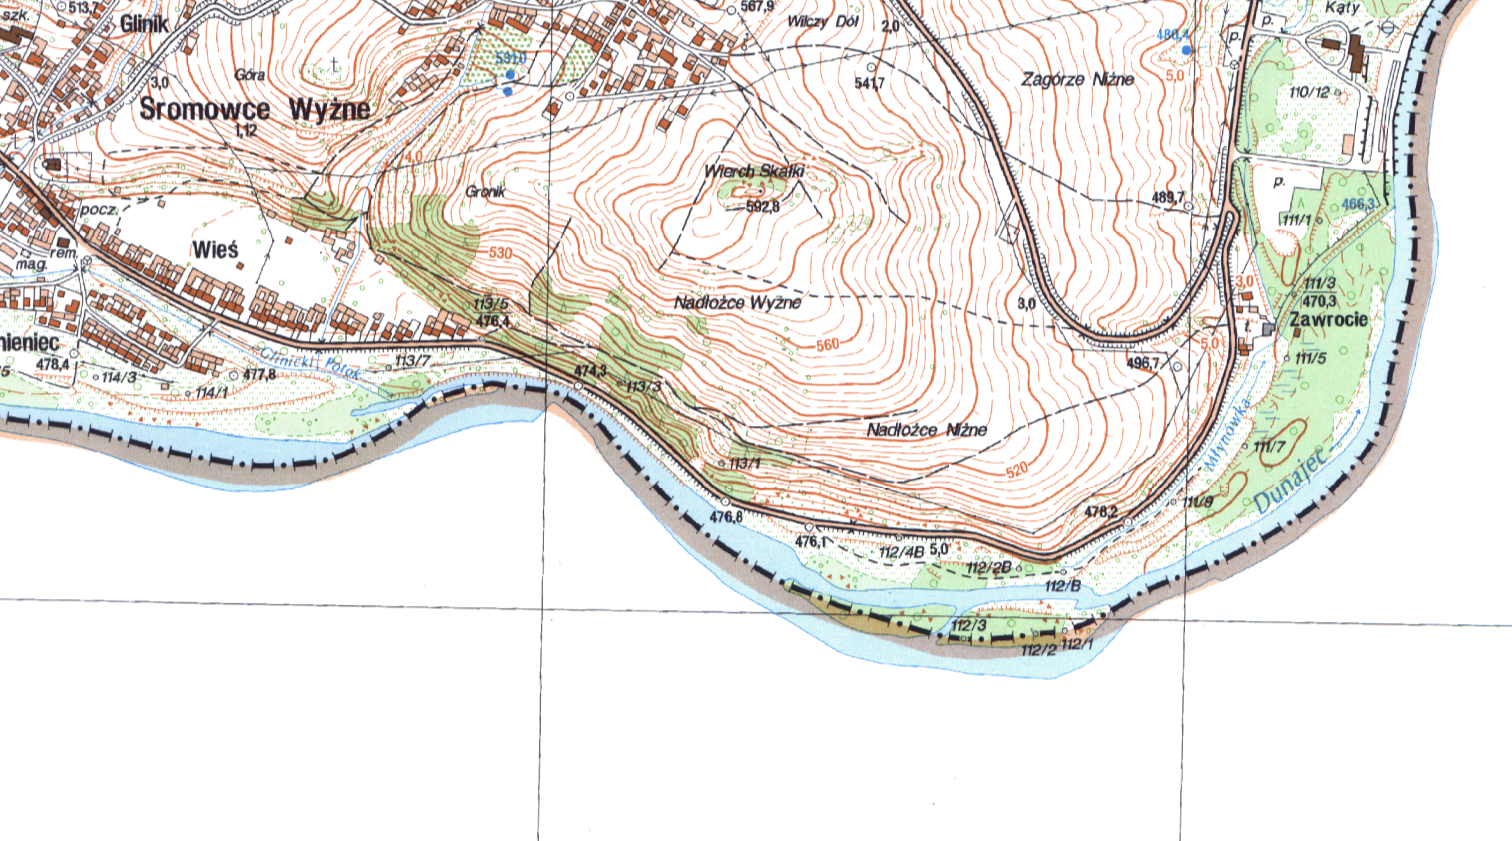 szk.
513,7
Glinik
567,9
Wilczy Dół
2,0
Kąty
p.
p.
480,4
5310
541,7
Zagórze Niżne
5,0
110/12
3,0
Góra
Sromowce Wyżne
1,12
4,0
Wierch Skałki
592,8
Gronik
489,7
p.
466,3
111/1
pocz.
Wieś
rem.
mag.
530
3,0
111/3
470,3
Zawrocie
113/5
476,4
Nadłożce Wyżne
3,0
560
5,0
nieniec
478,4
Glinicki Potok
113/7
474,3
113/3
496,7
111/5
5
114/3
477,8
114/1
Młynówka
Nadłożce Niżne
111/7
113/1
520
Dunajec
111/9
476,8
478,2
476,1
112/4B
5,0
112/2B
112/B
112/3
112/2
112/1